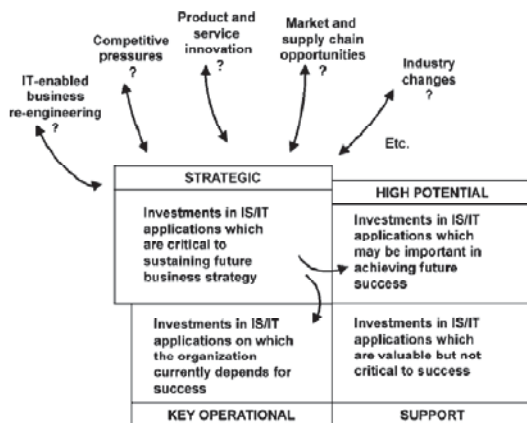 Product and
service
innovation
?
Market and
supply chain
opportunities
?
Competitive
pressures
?
Industry
changes
?
IT-enabled
business
re-engineering
?
Etc.
STRATEGIC
HIGH POTENTIAL
Investments in IS/IT
applications which
are critical to
sustaining future
business strategy
Investments in IS/IT
applications which
may be important in
achieving future
success
Investments in IS/IT
applications on which
the organization
currently depends for
success
Investments in IS/IT
applications which
are valuable but not
critical to success
KEY OPERATIONAL
SUPPORT